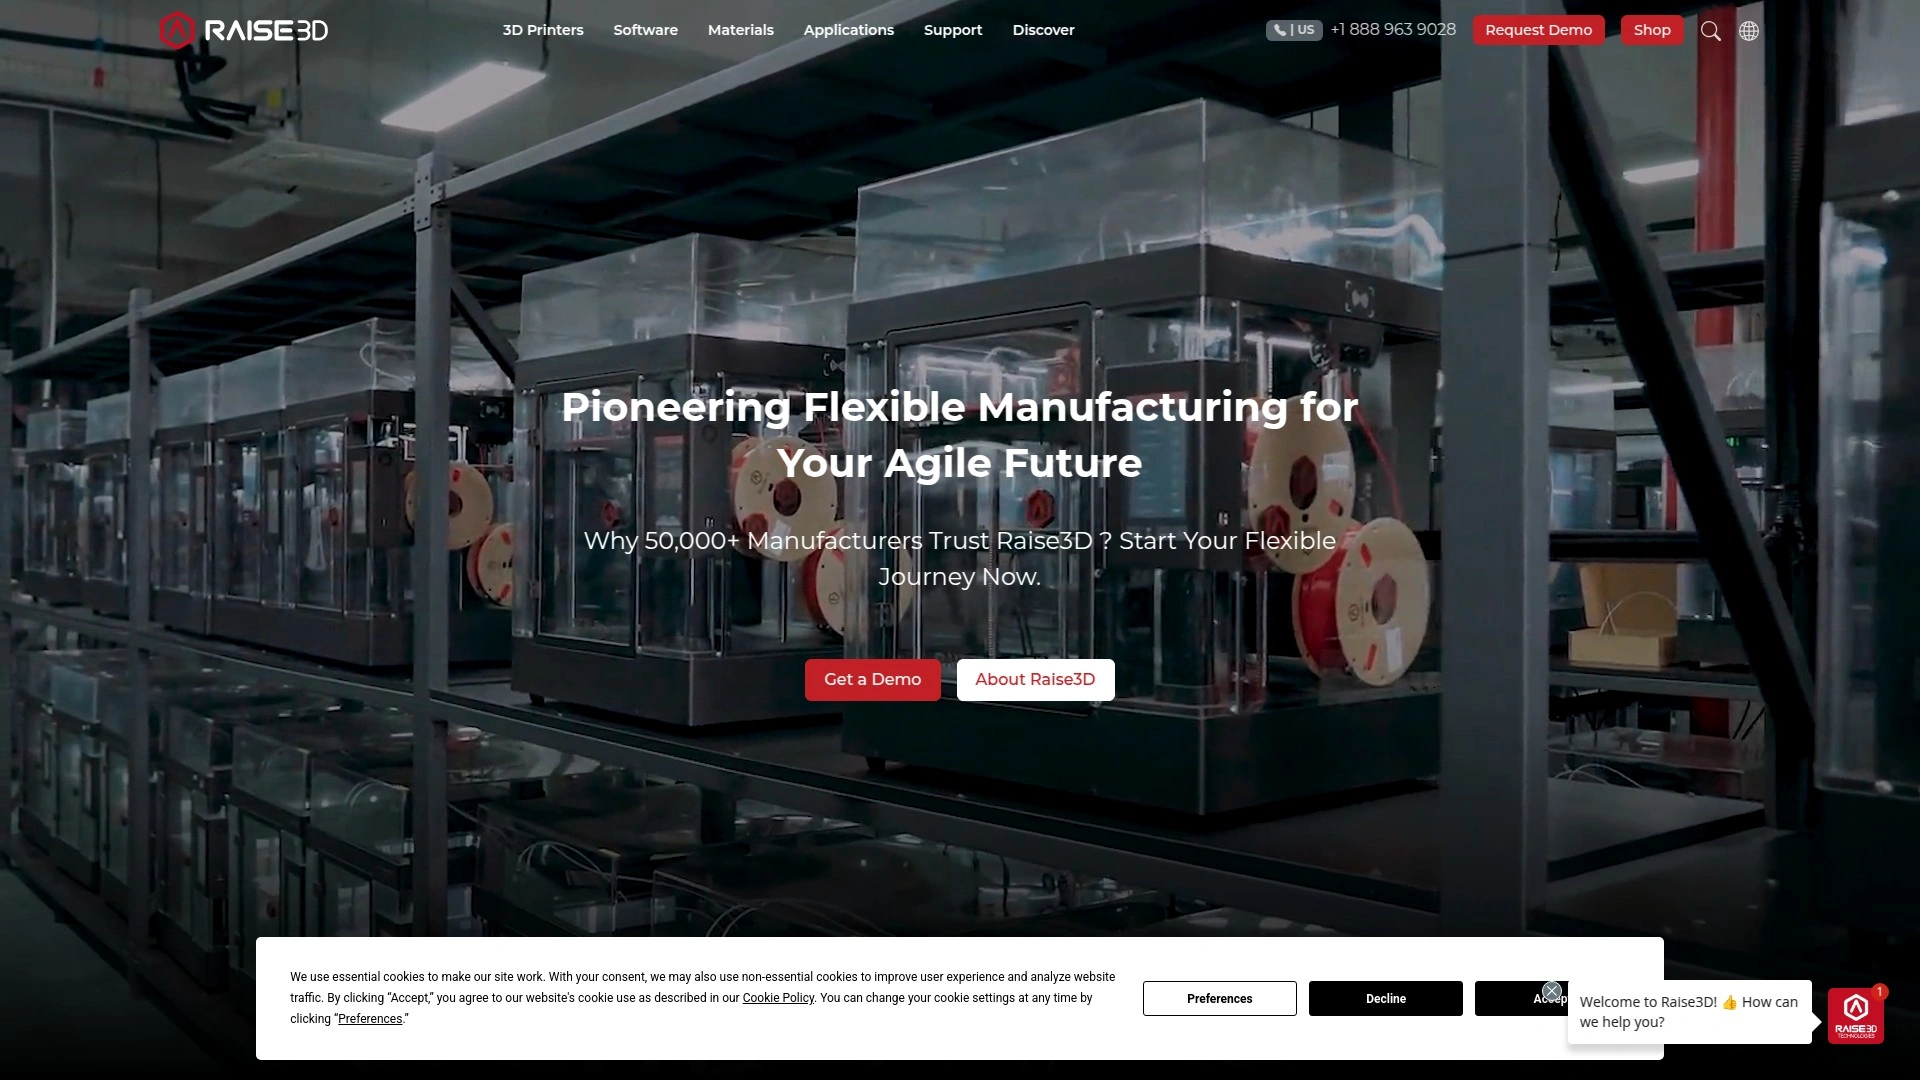 RAISE3D
3D Printers
Software
Materials
Applications
Support
Discover
| US
+1 888 963 9028
Request Demo
Shop
Pioneering Flexible Manufacturing for
Your Agile Future
Why 50,000+ Manufacturers Trust Raise3D ? Start Your Flexible
Journey Now.
Get a Demo
About Raise3D
We use essential cookies to make our site work. With your consent, we may also use non-essential cookies to improve user experience and analyze website
traffic. By clicking “Accept,” you agree to our website's cookie use as described in our Cookie Policy. You can change your cookie settings at any time by
clicking “Preferences.”
Preferences
Decline
Welcome to Raise3D! 👍 How can
we help you?
1
RAISE3D
TECHNOLOGIES